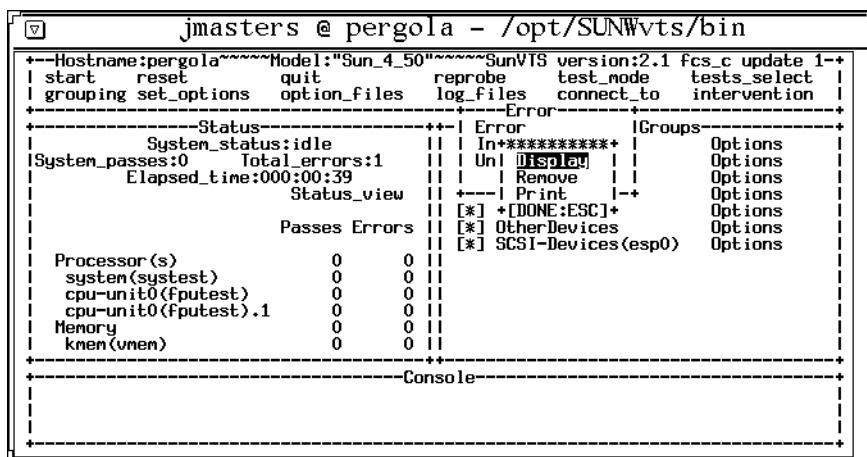 jmasters @ pergola - /opt/SUNWvts/bin
+--Hostname:pergola~~~~~Model:"Sun_4_50"~~~~~SunVTS version:2.1 fcs_c update 1-+
| start reset quit reprobe test_mode tests_select |
| grouping set_options option_files log_files connect_to intervention |
+--------------------------------------------------Error---------+------------------------+
+-------------------Status-------------------++-| Error |Groups----------------+
| System_status:idle || | In+**********+ | Options |
|System_passes:0 Total_errors:1 || | Un| Display | | Options |
| Elapsed_time:000:00:39 || | | Remove | | Options |
| Status_view || +---| Print |-+ Options |
| || [*] +[DONE:ESC]+ Options |
| Passes Errors || [*] OtherDevices Options |
| || [*] SCSI-Devices(esp0) Options |
| Processor(s) 0 0 ||
| system(systest) 0 0 ||
| cpu-unit0(fputest) 0 0 ||
| cpu-unit0(fputest).1 0 0 ||
| Memory 0 0 ||
| kmem(vmem) 0 0 ||
+--------------------------------------------++-------------------------------------------+
+-------------------------------------------Console-------------------------------------------+